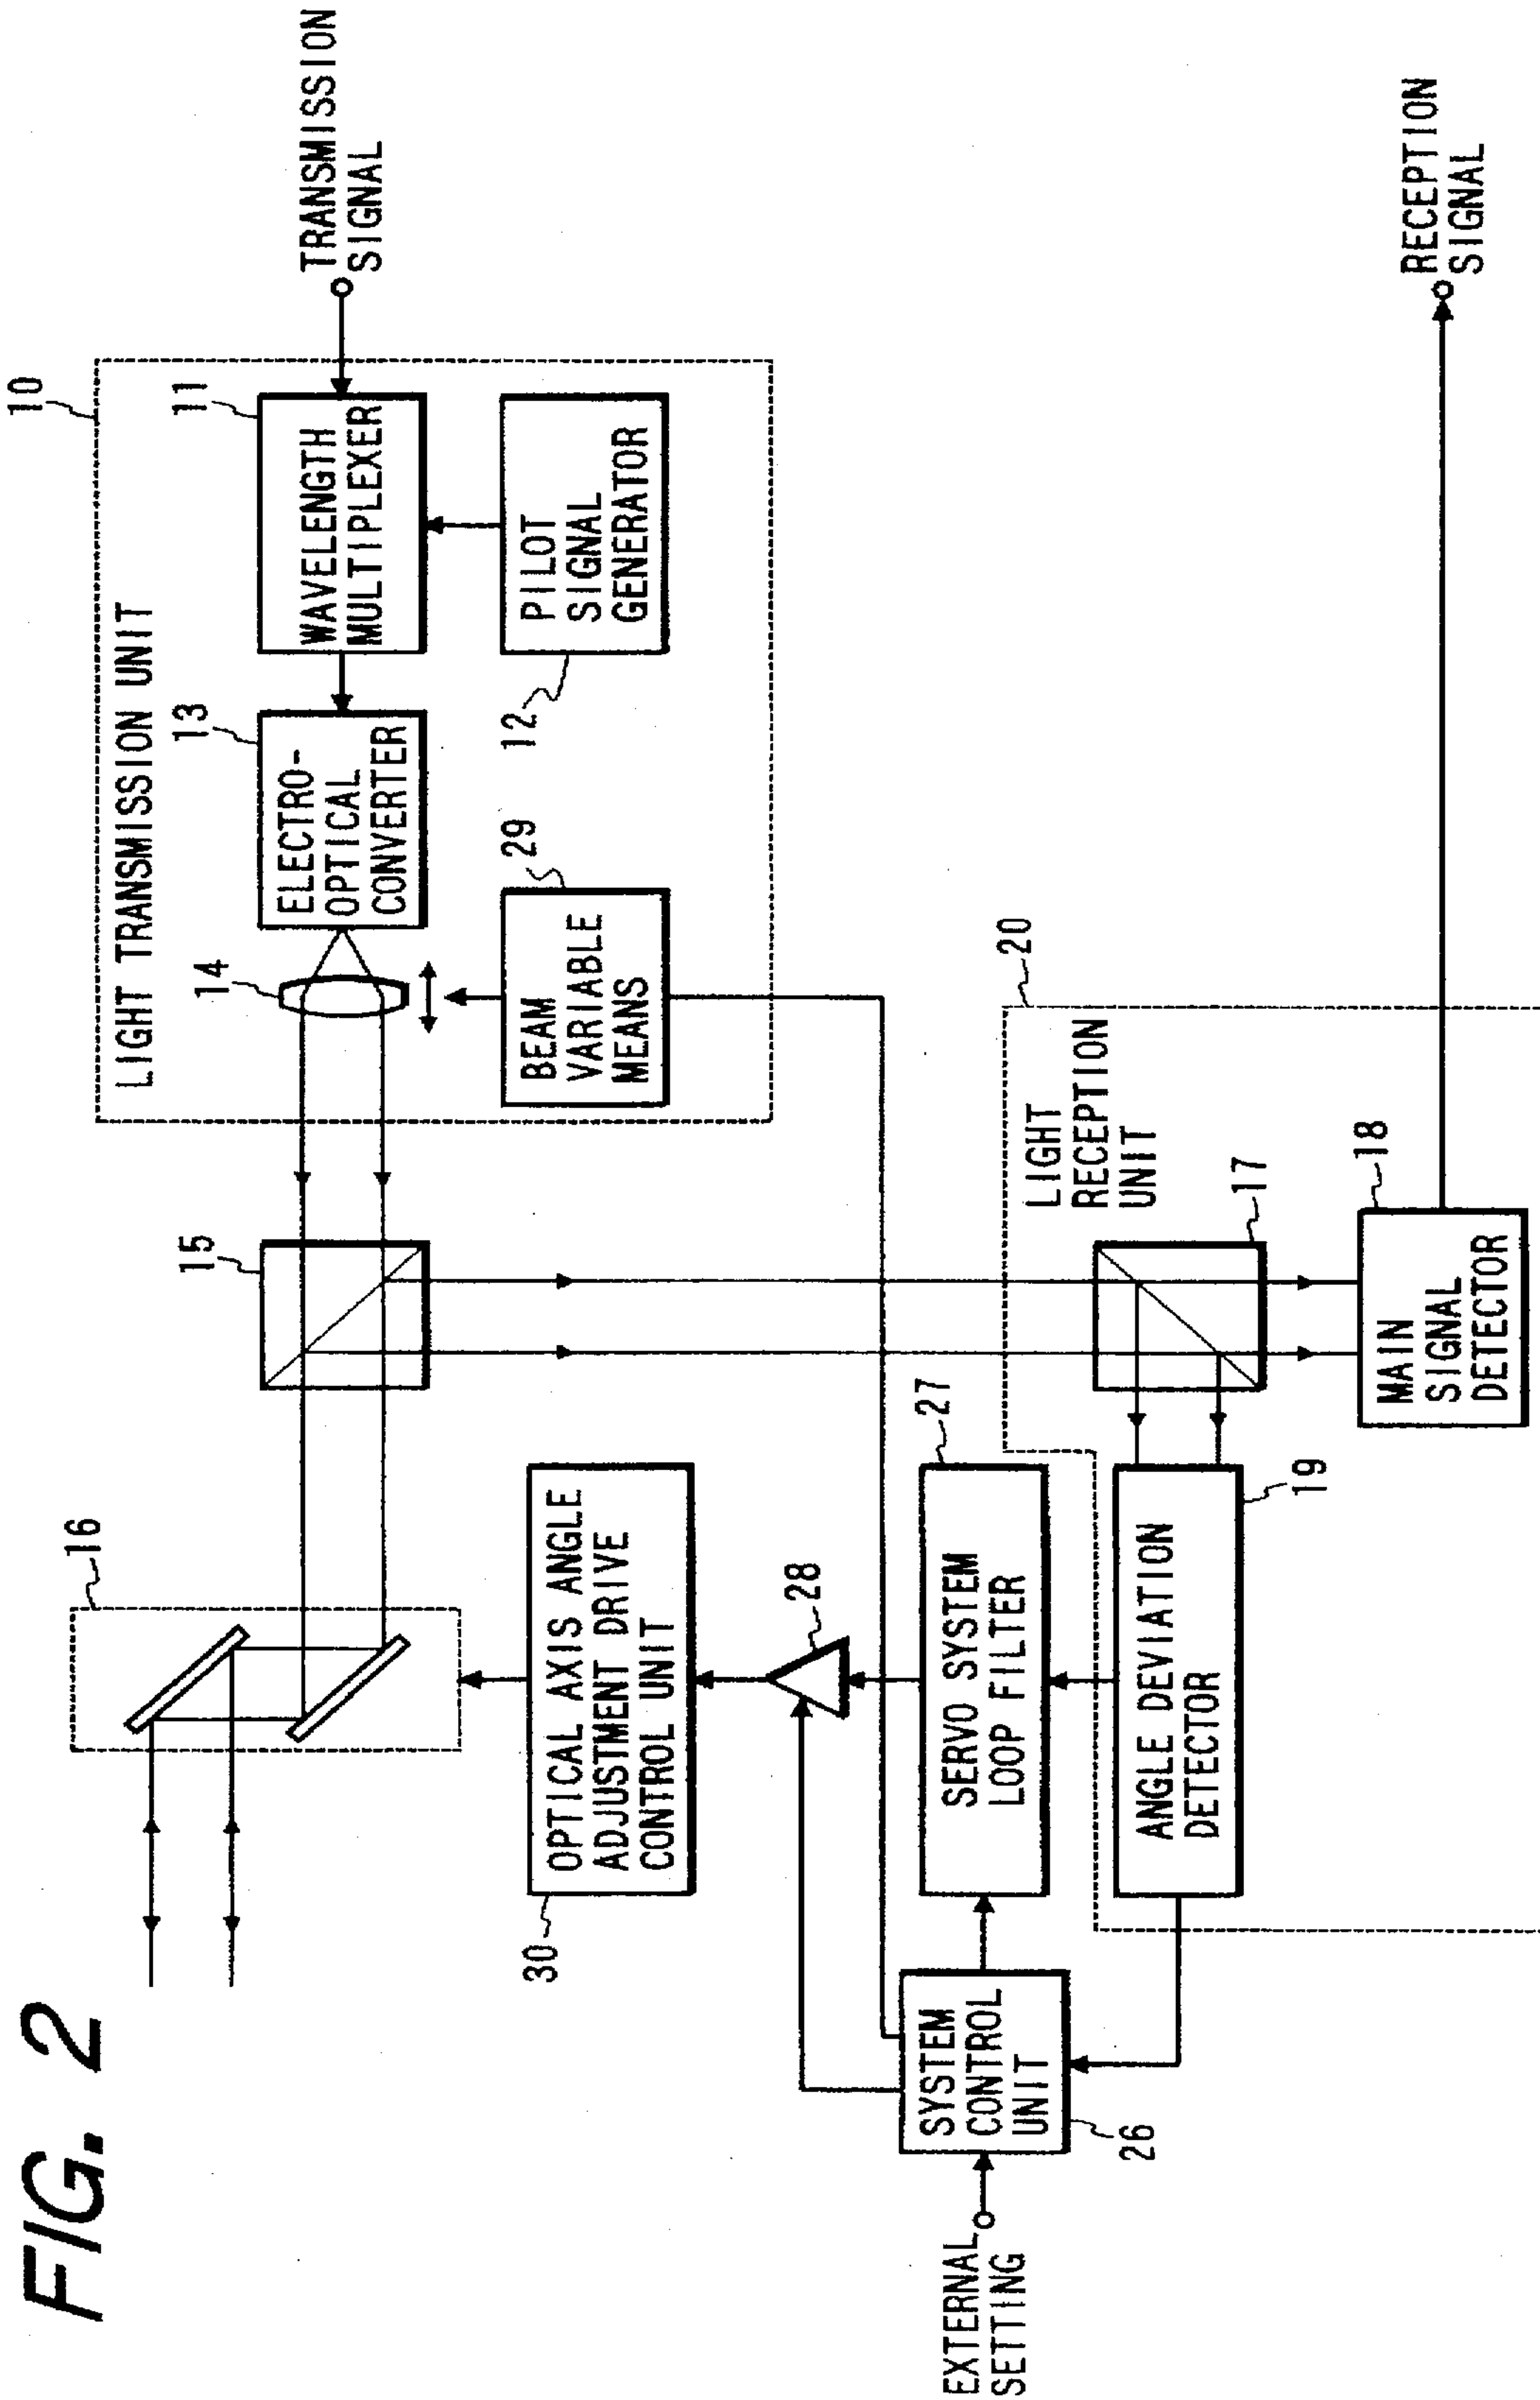 FIG. 2
16
15
LIGHT TRANSMISSION UNIT
10
14
13
11
ELECTRO-
OPTICAL
CONVERTER
WAVELENGTH
MULTIPLEXER
TRANSMISSION
SIGNAL
30
OPTICAL AXIS ANGLE
ADJUSTMENT DRIVE
CONTROL UNIT
BEAM
VARIABLE
MEANS
29
12
PILOT
SIGNAL
GENERATOR
28
EXTERNAL
SETTING
SYSTEM
CONTROL
UNIT
26
SERVO SYSTEM
LOOP FILTER
27
20
LIGHT
RECEPTION
UNIT
ANGLE DEVIATION
DETECTOR
19
17
18
MAIN
SIGNAL
DETECTOR
RECEPTION
SIGNAL